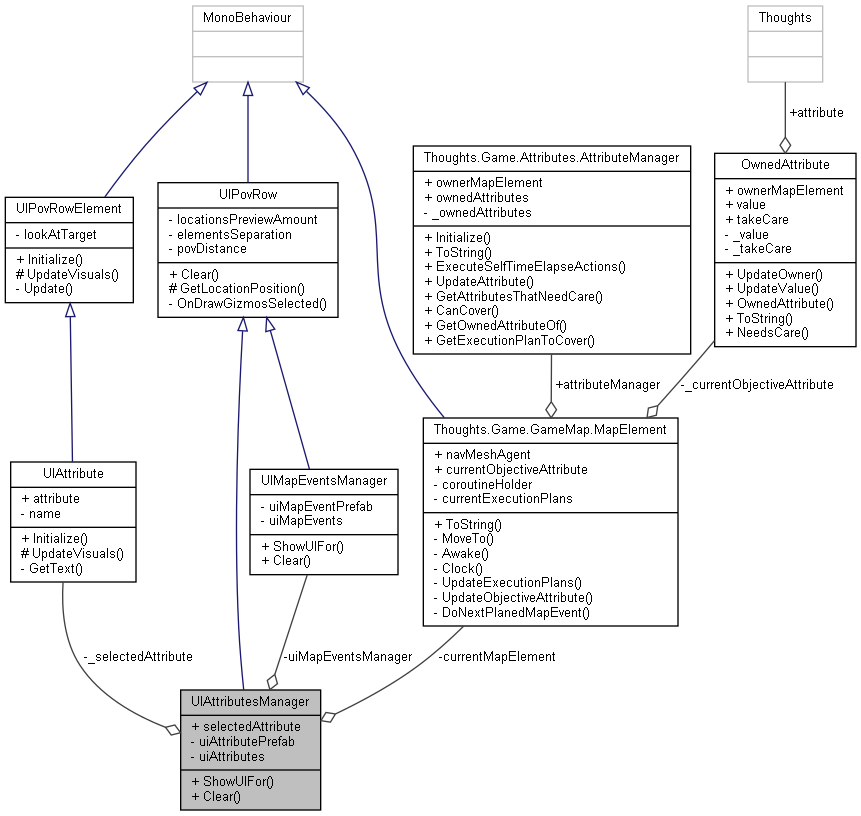 MonoBehaviour
Thoughts
+attribute
Thoughts.Game.Attributes.AttributeManager
+ ownerMapElement
+ ownedAttributes
- _ownedAttributes
+ Initialize()
+ ToString()
+ ExecuteSelfTimeElapseActions()
+ UpdateAttribute()
+ GetAttributesThatNeedCare()
+ CanCover()
+ GetOwnedAttributeOf()
+ GetExecutionPlanToCover()
OwnedAttribute
+ ownerMapElement
+ value
+ takeCare
- _value
- _takeCare
+ UpdateOwner()
+ UpdateValue()
+ OwnedAttribute()
+ ToString()
+ NeedsCare()
UIPovRowElement
- lookAtTarget
+ Initialize()
# UpdateVisuals()
- Update()
UIPovRow
- locationsPreviewAmount
- elementsSeparation
- povDistance
+ Clear()
# GetLocationPosition()
- OnDrawGizmosSelected()
+attributeManager
-_currentObjectiveAttribute
Thoughts.Game.GameMap.MapElement
+ navMeshAgent
+ currentObjectiveAttribute
- coroutineHolder
- currentExecutionPlans
+ ToString()
- MoveTo()
- Awake()
- Clock()
- UpdateExecutionPlans()
- UpdateObjectiveAttribute()
- DoNextPlanedMapEvent()
UIAttribute
+ attribute
- name
+ Initialize()
# UpdateVisuals()
- GetText()
UIMapEventsManager
- uiMapEventPrefab
- uiMapEvents
+ ShowUIFor()
+ Clear()
-_selectedAttribute
-uiMapEventsManager
-currentMapElement
UIAttributesManager
+ selectedAttribute
- uiAttributePrefab
- uiAttributes
+ ShowUIFor()
+ Clear()